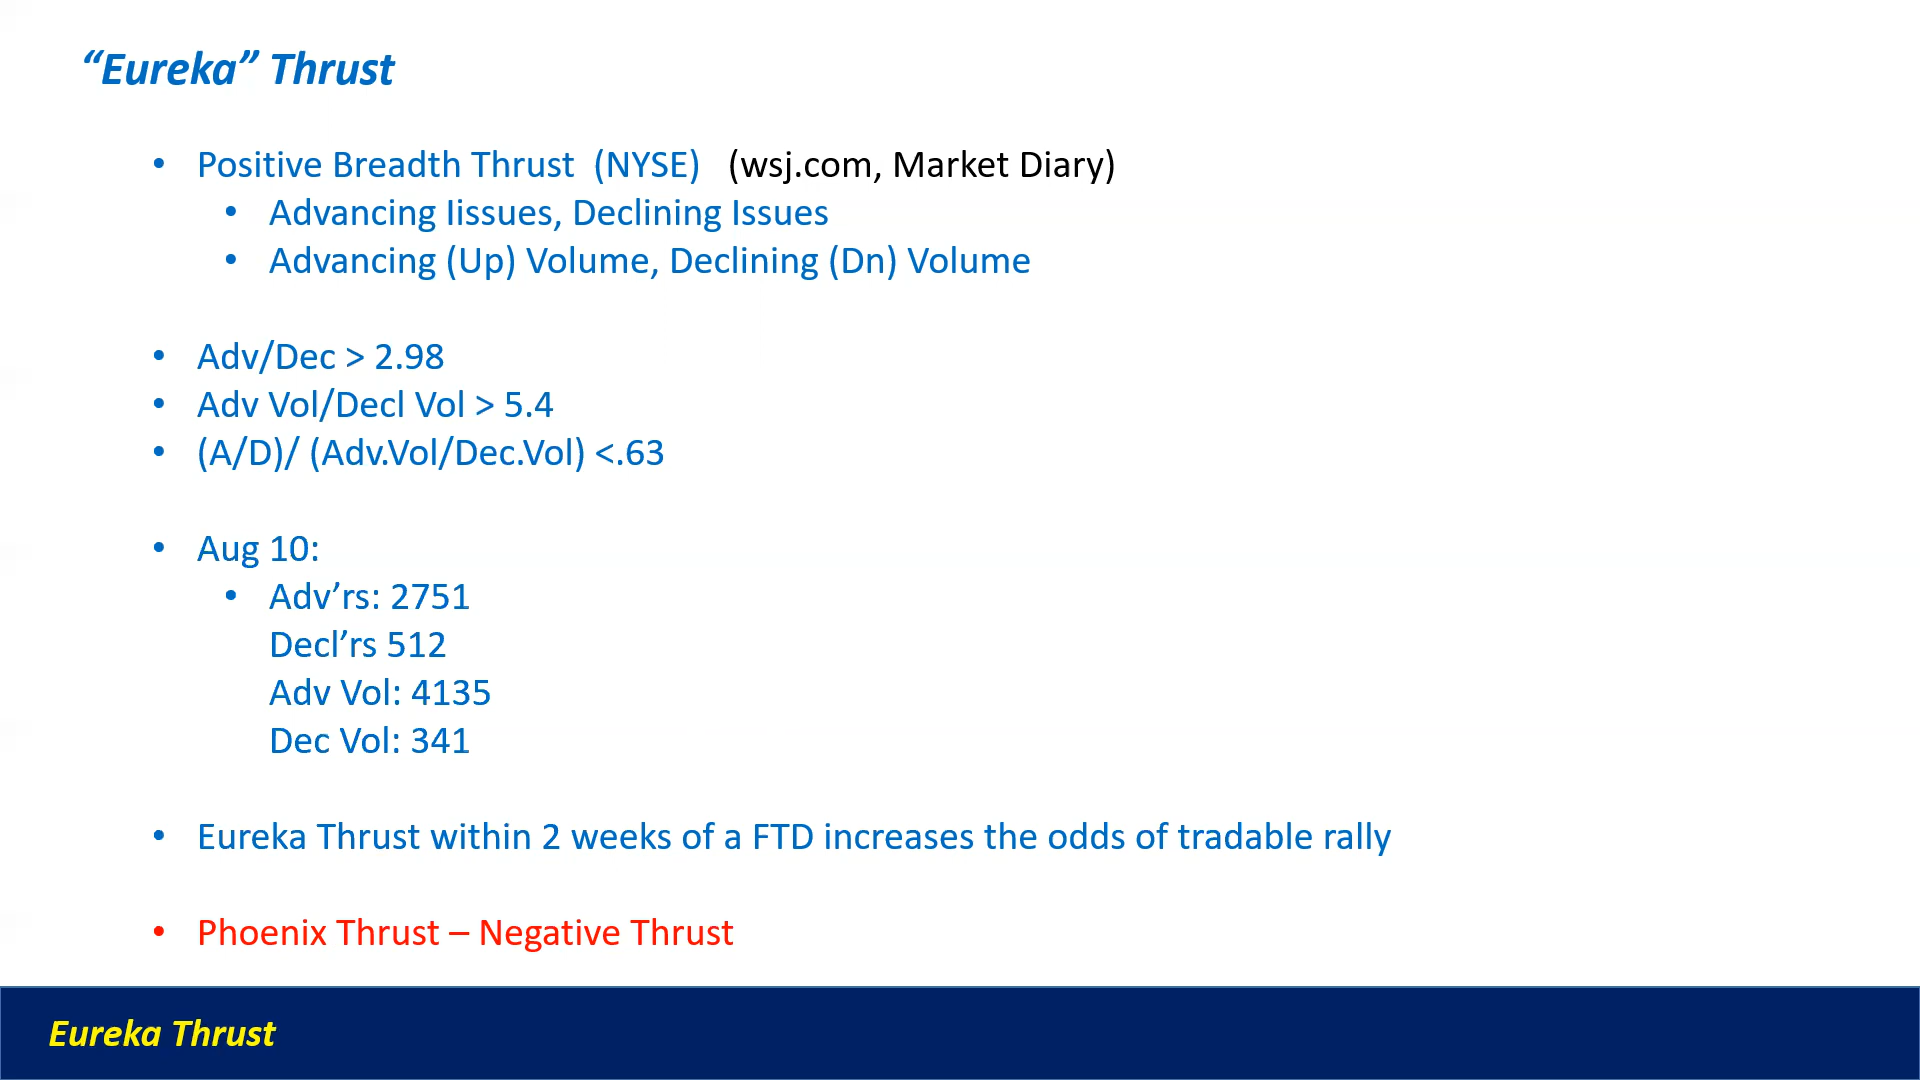 “Eureka” Thrust
• Positive Breadth Thrust (NYSE) (wsj.com, Market Diary)
• Advancing Iissues, Declining Issues
• Advancing (Up) Volume, Declining (Dn) Volume
• Adv/Dec > 2.98
• Adv Vol/Decl Vol > 5.4
• (A/D)/ (Adv.Vol/Dec.Vol) <.63
• Aug 10:
• Adv’rs: 2751
Decl’rs 512
Adv Vol: 4135
Dec Vol: 341
• Eureka Thrust within 2 weeks of a FTD increases the odds of tradable rally
• Phoenix Thrust – Negative Thrust
Eureka Thrust